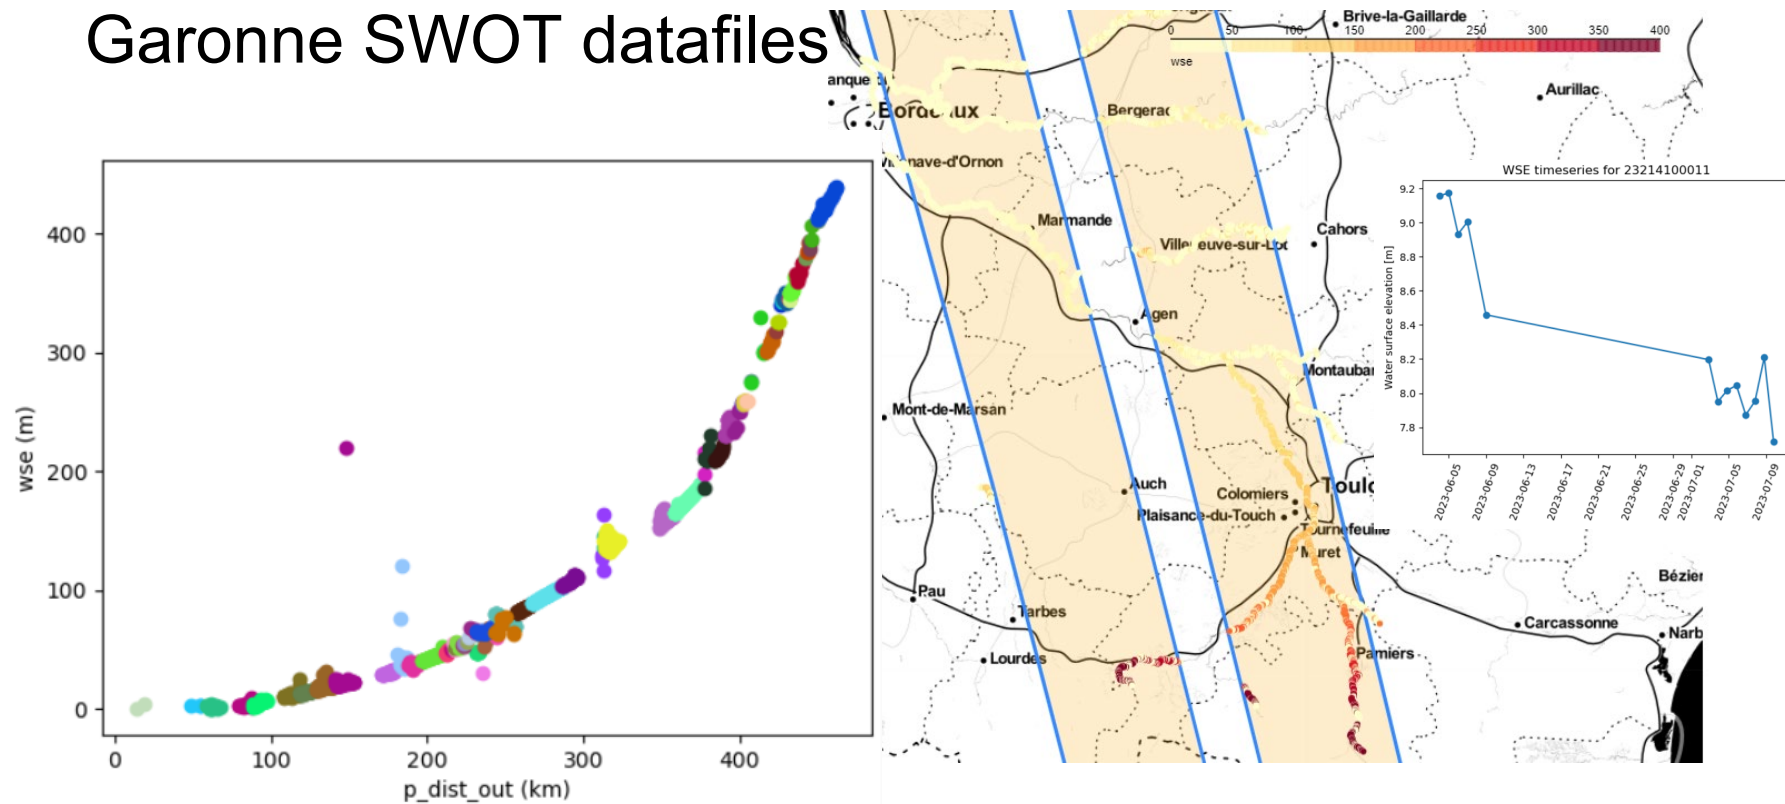 Garonne SWOT datafiles
400
300
200
100
0
wse (m)
0 100 200 300 400
p_dist_out (km)
Brive-la-Gaillarde
0 50 100 150 200 250 300 350 400
wse
Aurillac
Bergerac
Marmande
Cahors
Agen
Mont-de-Marsan
Auch
Colomiers
Plaisance-du-Touch
Tournefeuille
Muret
Pau
Tarbes
Lourdes
Pamiers
Carcassonne
Narb
Bézier
Montauban
Toulo
WSE timeseries for 23214100011
Water surface elevation [m]
9.2
9.0
8.8
8.6
8.4
8.2
8.0
7.8
2023-06-05
2023-06-09
2023-06-13
2023-06-17
2023-06-21
2023-06-25
2023-06-29
2023-07-01
2023-07-05
2023-07-09